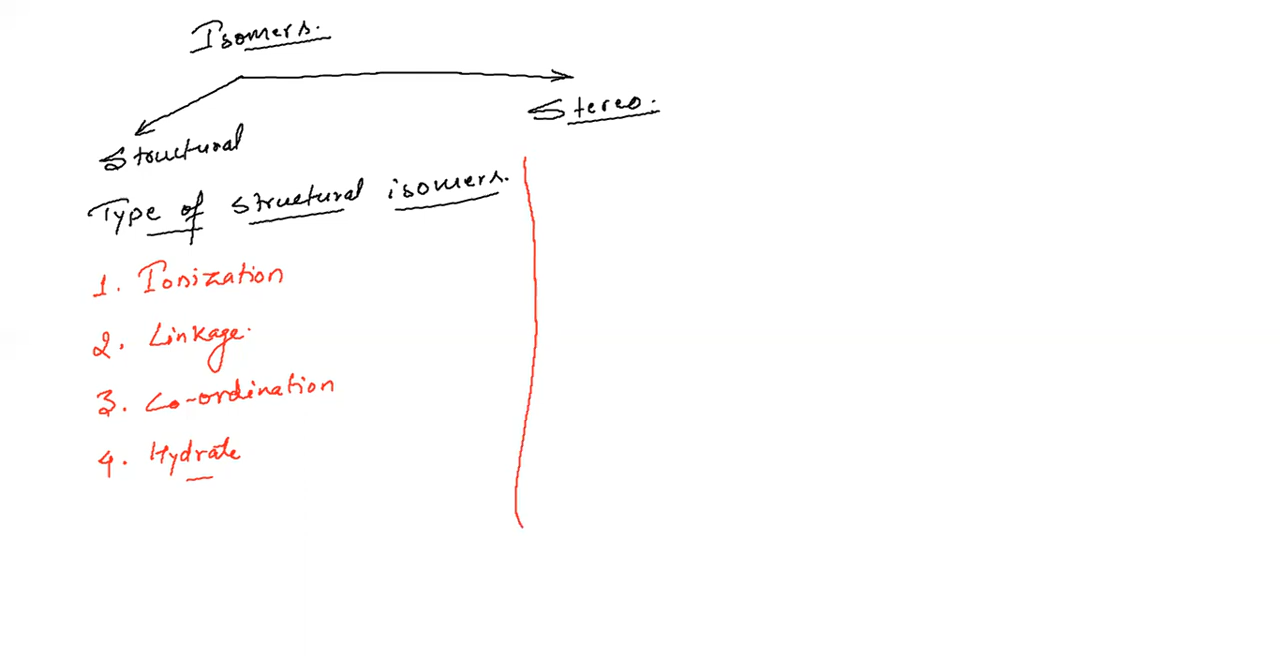 Isomers.
Stereo.
Structural
Type of structural isomers.
1. Ionization
2. Linkage.
3. Co-ordination
4. Hydrate